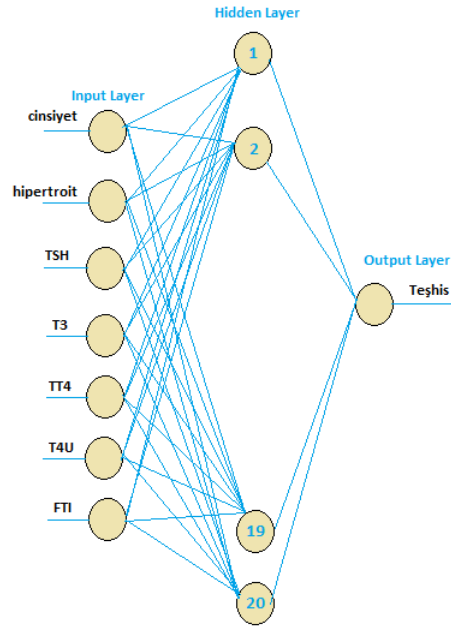 Hidden Layer
1
Input Layer
cinsiyet
2
hipertroit
TSH
Output Layer
Teşhis
T3
TT4
T4U
FTI
19
20